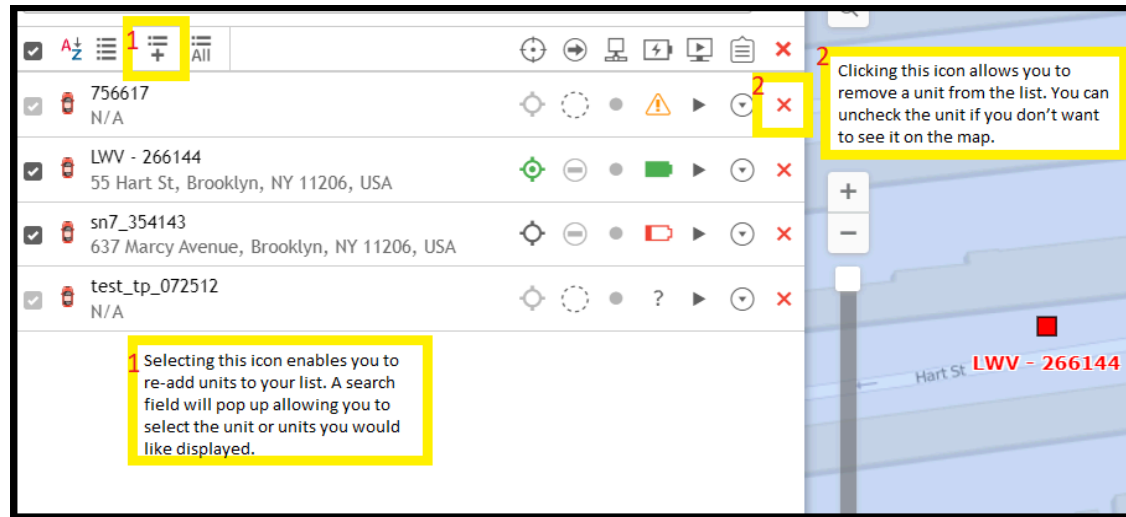 1
AZ
All
2
756617
N/A
LWV - 266144
55 Hart St, Brooklyn, NY 11206, USA
sn7_354143
637 Marcy Avenue, Brooklyn, NY 11206, USA
test_tp_072512
N/A
?
1
Selecting this icon enables you to
re-add units to your list. A search
field will pop up allowing you to
select the unit or units you would
like displayed.
2
Clicking this icon allows you to
remove a unit from the list. You can
uncheck the unit if you don’t want
to see it on the map.
+
−
Hart St
LWV - 266144